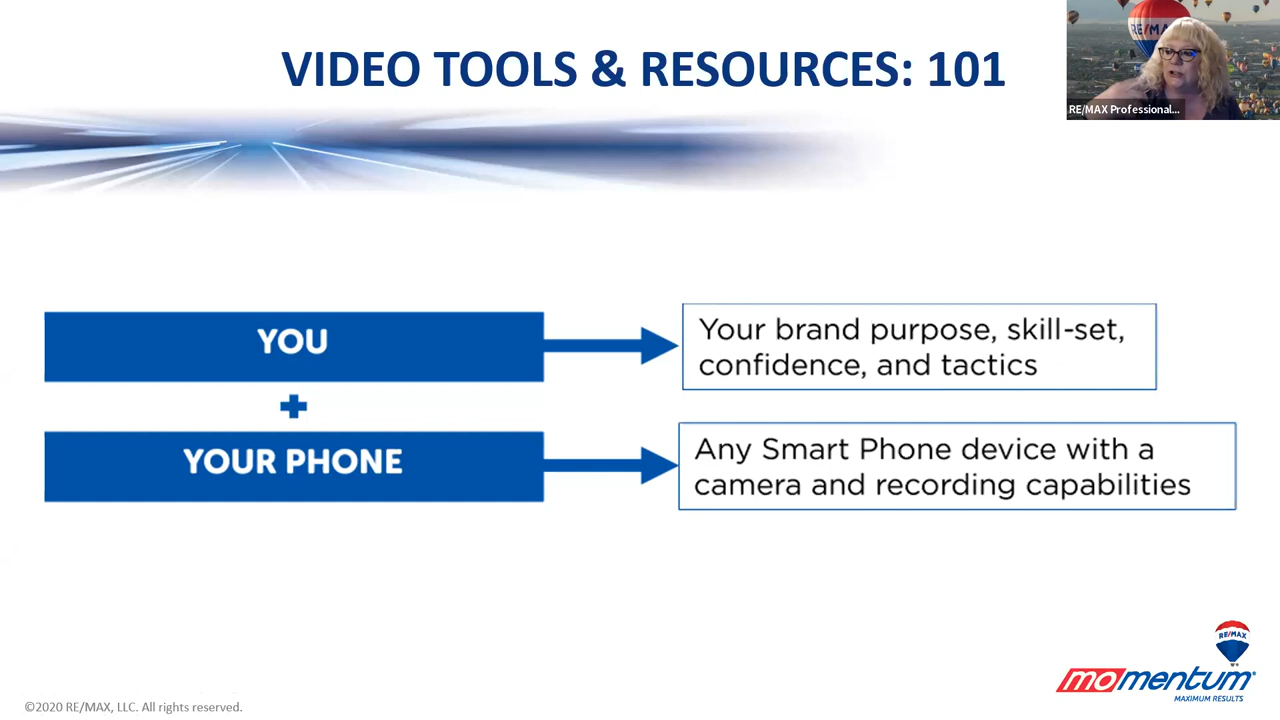 VIDEO TOOLS & RESOURCES: 101
RE/MAX
RE/MAX Professional...
YOU
Your brand purpose, skill-set,
confidence, and tactics
YOUR PHONE
Any Smart Phone device with a
camera and recording capabilities
RE/MAX
momentum®
MAXIMUM RESULTS
©2020 RE/MAX, LLC. All rights reserved.